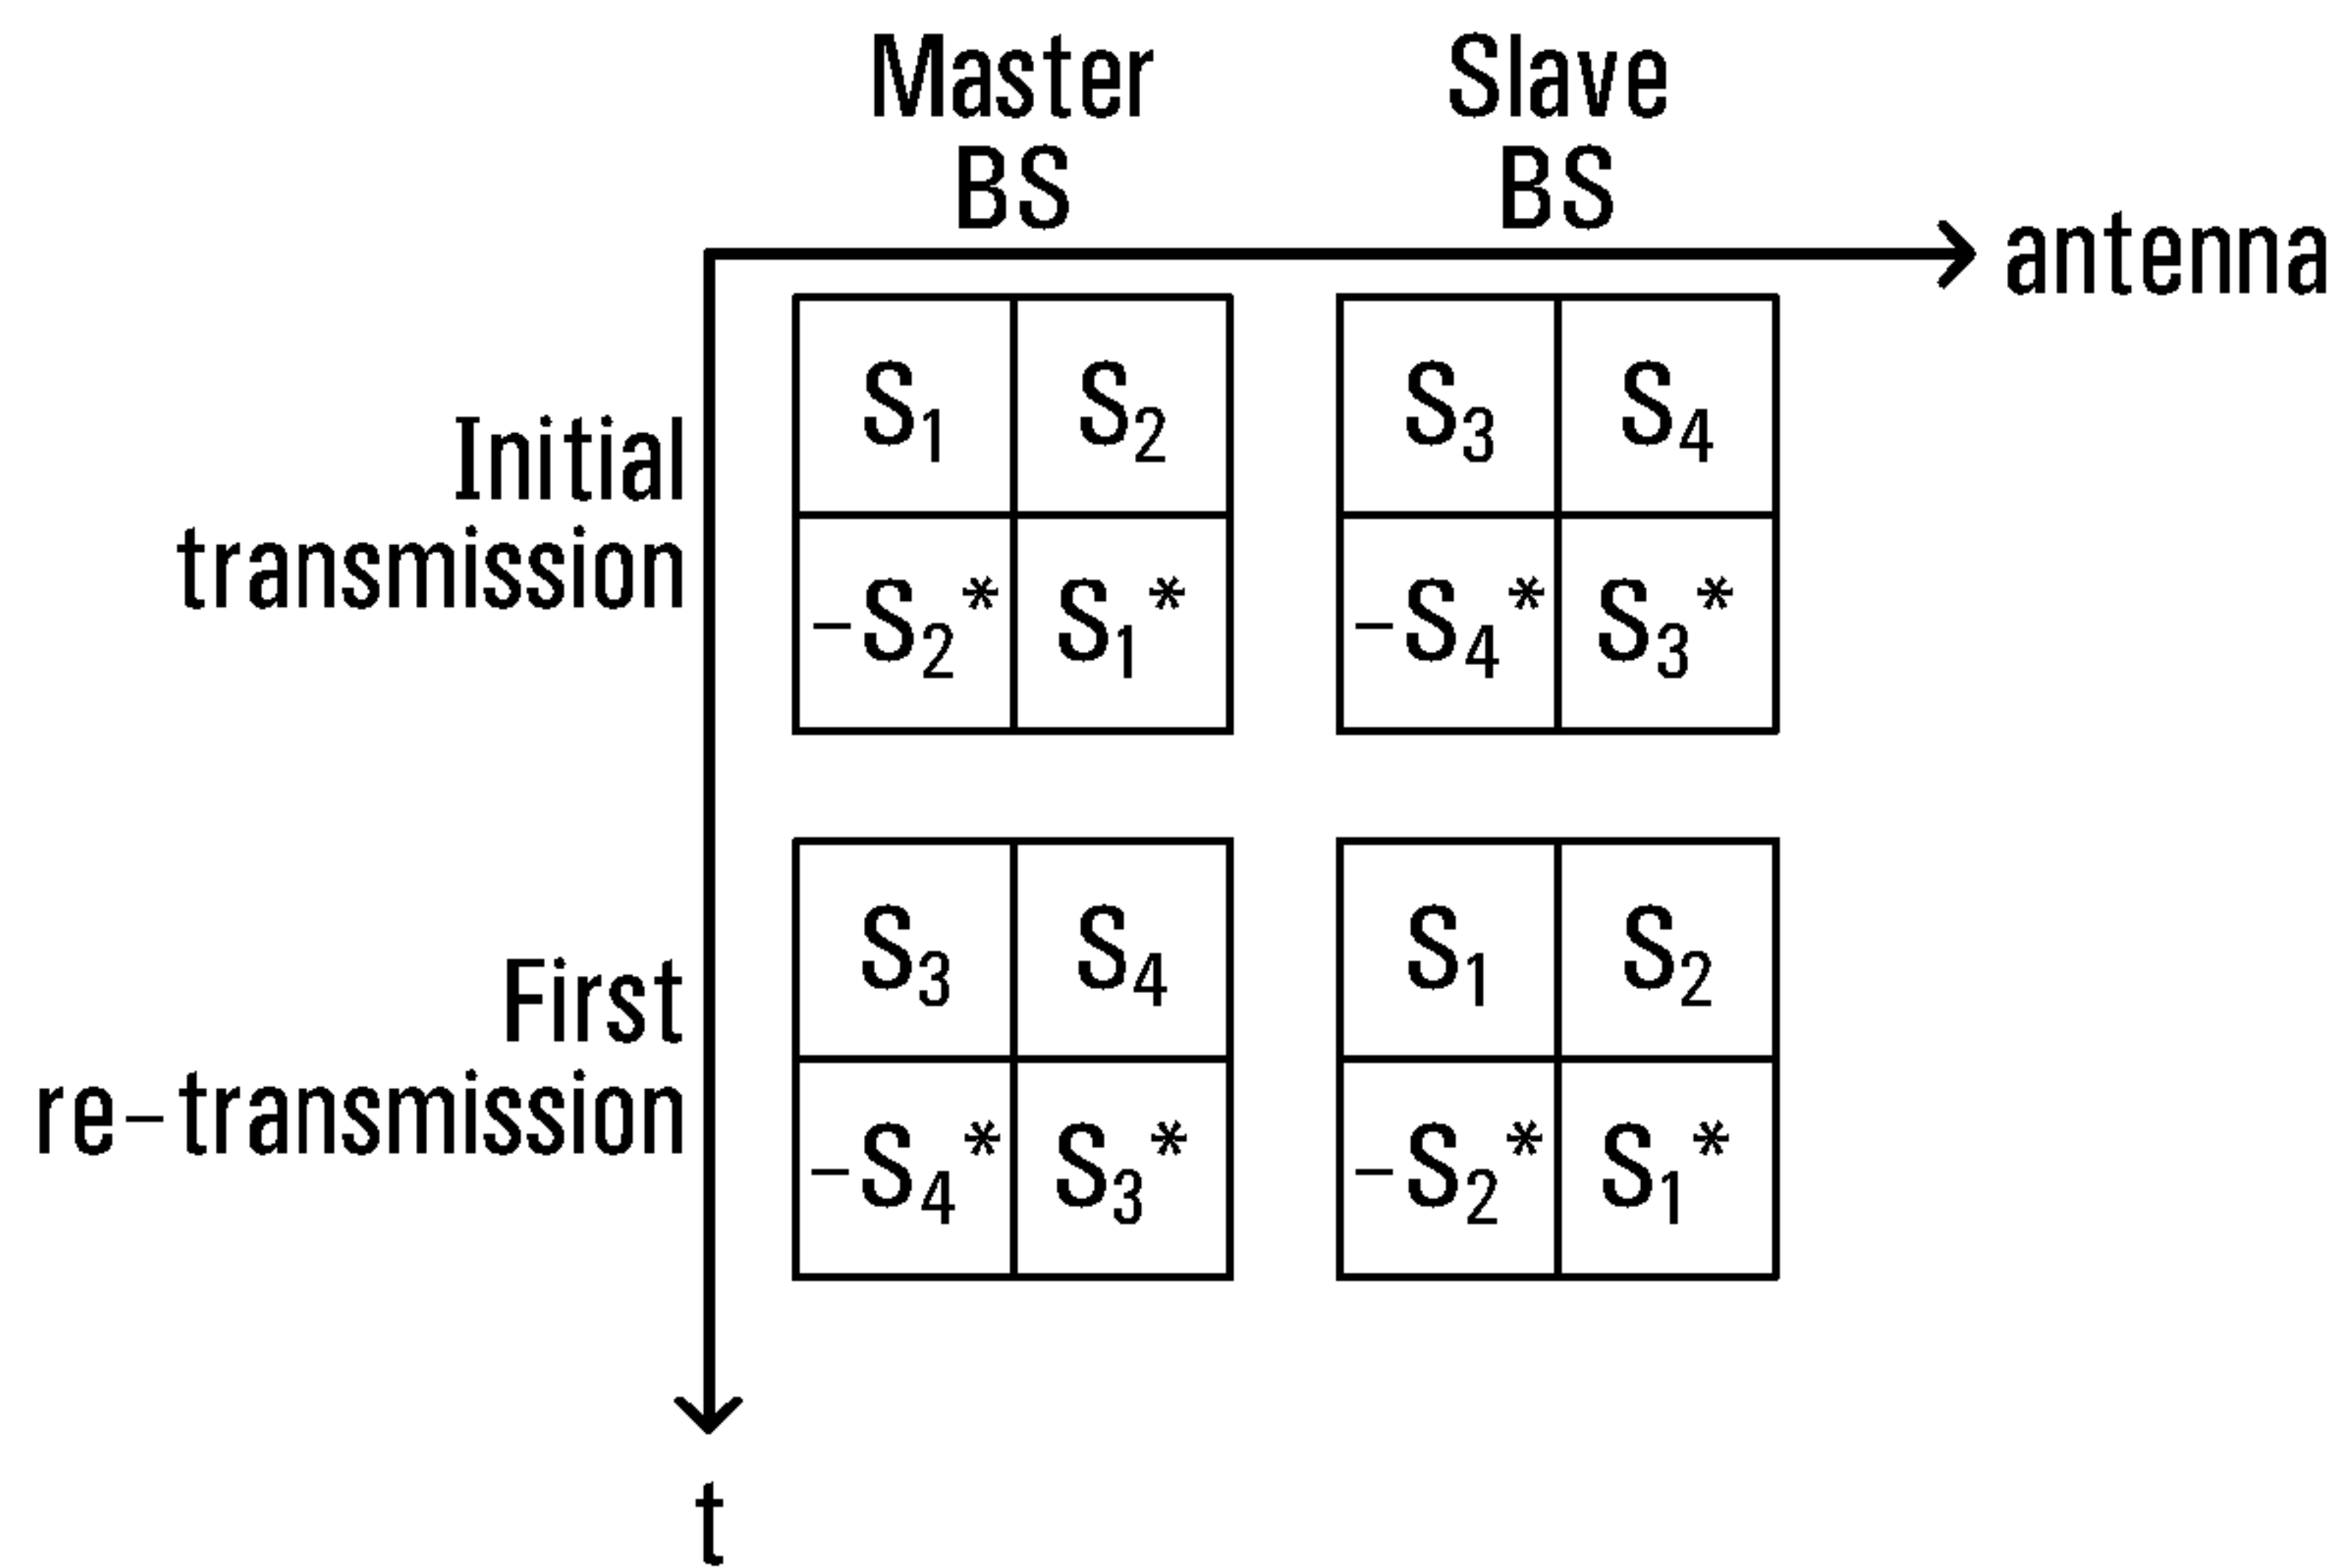 Master Slave
BS BS
antenna
S1 S2 S3 S4
Initial
transmission
-S2* S1* -S4* S3*
S3 S4 S1 S2
First
re-transmission
-S4* S3* -S2* S1*
t